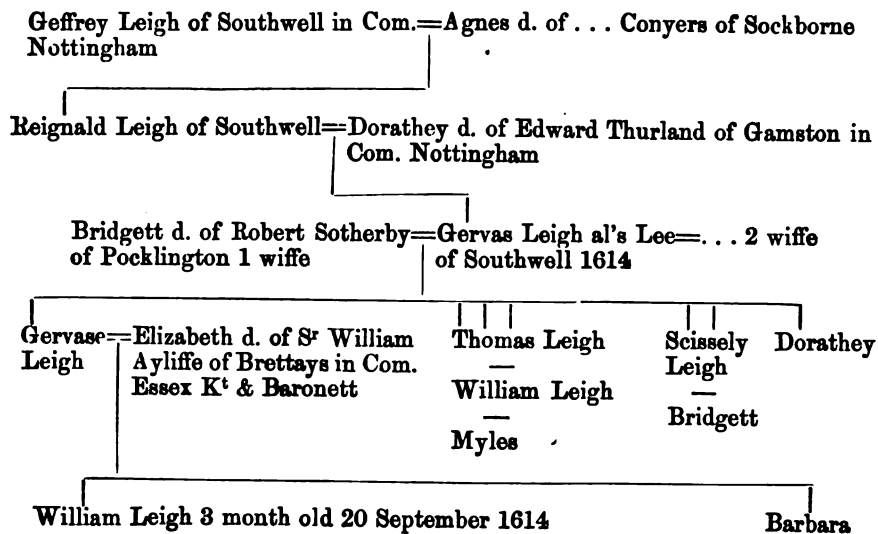 Geffrey Leigh of Southwell in Com.=Agnes d. of ... Conyers of Sockborne
Nottingham
Reignald Leigh of Southwell=Dorathey d. of Edward Thurland of Gamston in
Com. Nottingham
Bridgett d. of Robert Sotherby=Gervas Leigh al's Lee=... 2 wiffe
of Pocklington 1 wiffe
of Southwell 1614
Gervase=Elizabeth d. of Sr William
Leigh
Ayliffe of Brettays in Com.
Essex Kt & Baronett
Thomas Leigh
—
William Leigh
—
Myles
Scissely
Leigh
—
Bridgett
Dorathey
William Leigh 3 month old 20 September 1614
Barbara